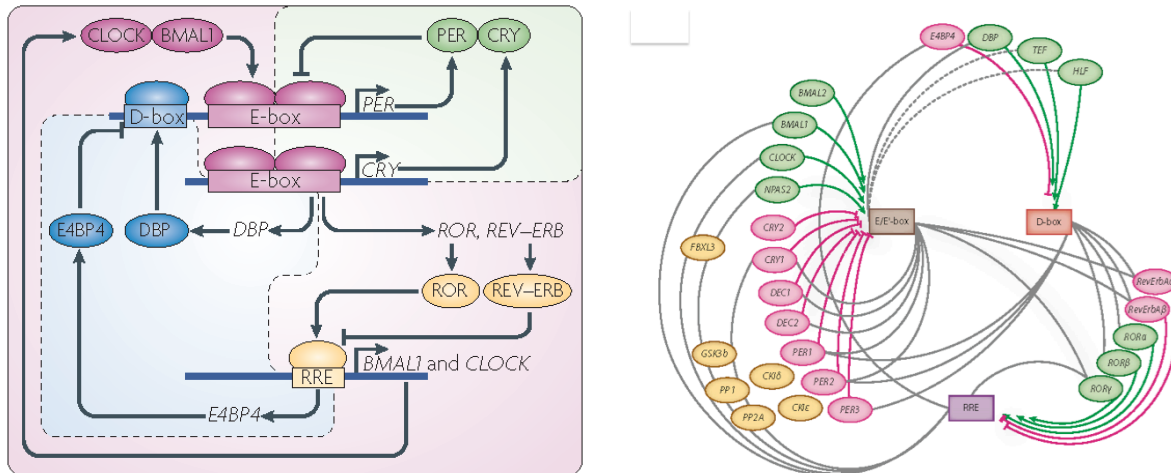 CLOCK BMAL1
PER CRY
D-box
E-box
PER
E-box
CRY
E4BP4
DBP
DBP
ROR, REV–ERB
ROR
REV–ERB
BMAL1 and CLOCK
RRE
E4BP4
E4BP4
DBP
TEF
HLF
BMAL2
BMAL1
CLOCK
NPAS2
E/E'-box
D-box
CRY2
FBXL3
CRY1
DEC1
DEC2
RevErbAα
RevErbAβ
RORα
RORβ
RORγ
PER1
GSK3b
CKIδ
PER2
PP1
CKIε
PER3
PP2A
RRE